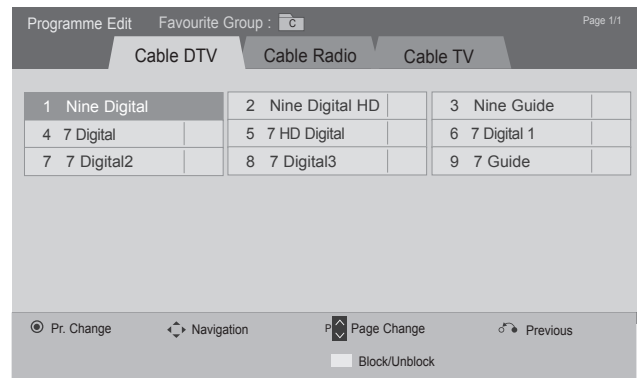 Programme Edit Favourite Group : C Page 1/1
Cable DTV Cable Radio Cable TV
1 Nine Digital 2 Nine Digital HD 3 Nine Guide
4 7 Digital 5 7 HD Digital 6 7 Digital 1
7 7 Digital2 8 7 Digital3 9 7 Guide
Pr. Change Navigation P Page Change Previous
Block/Unblock